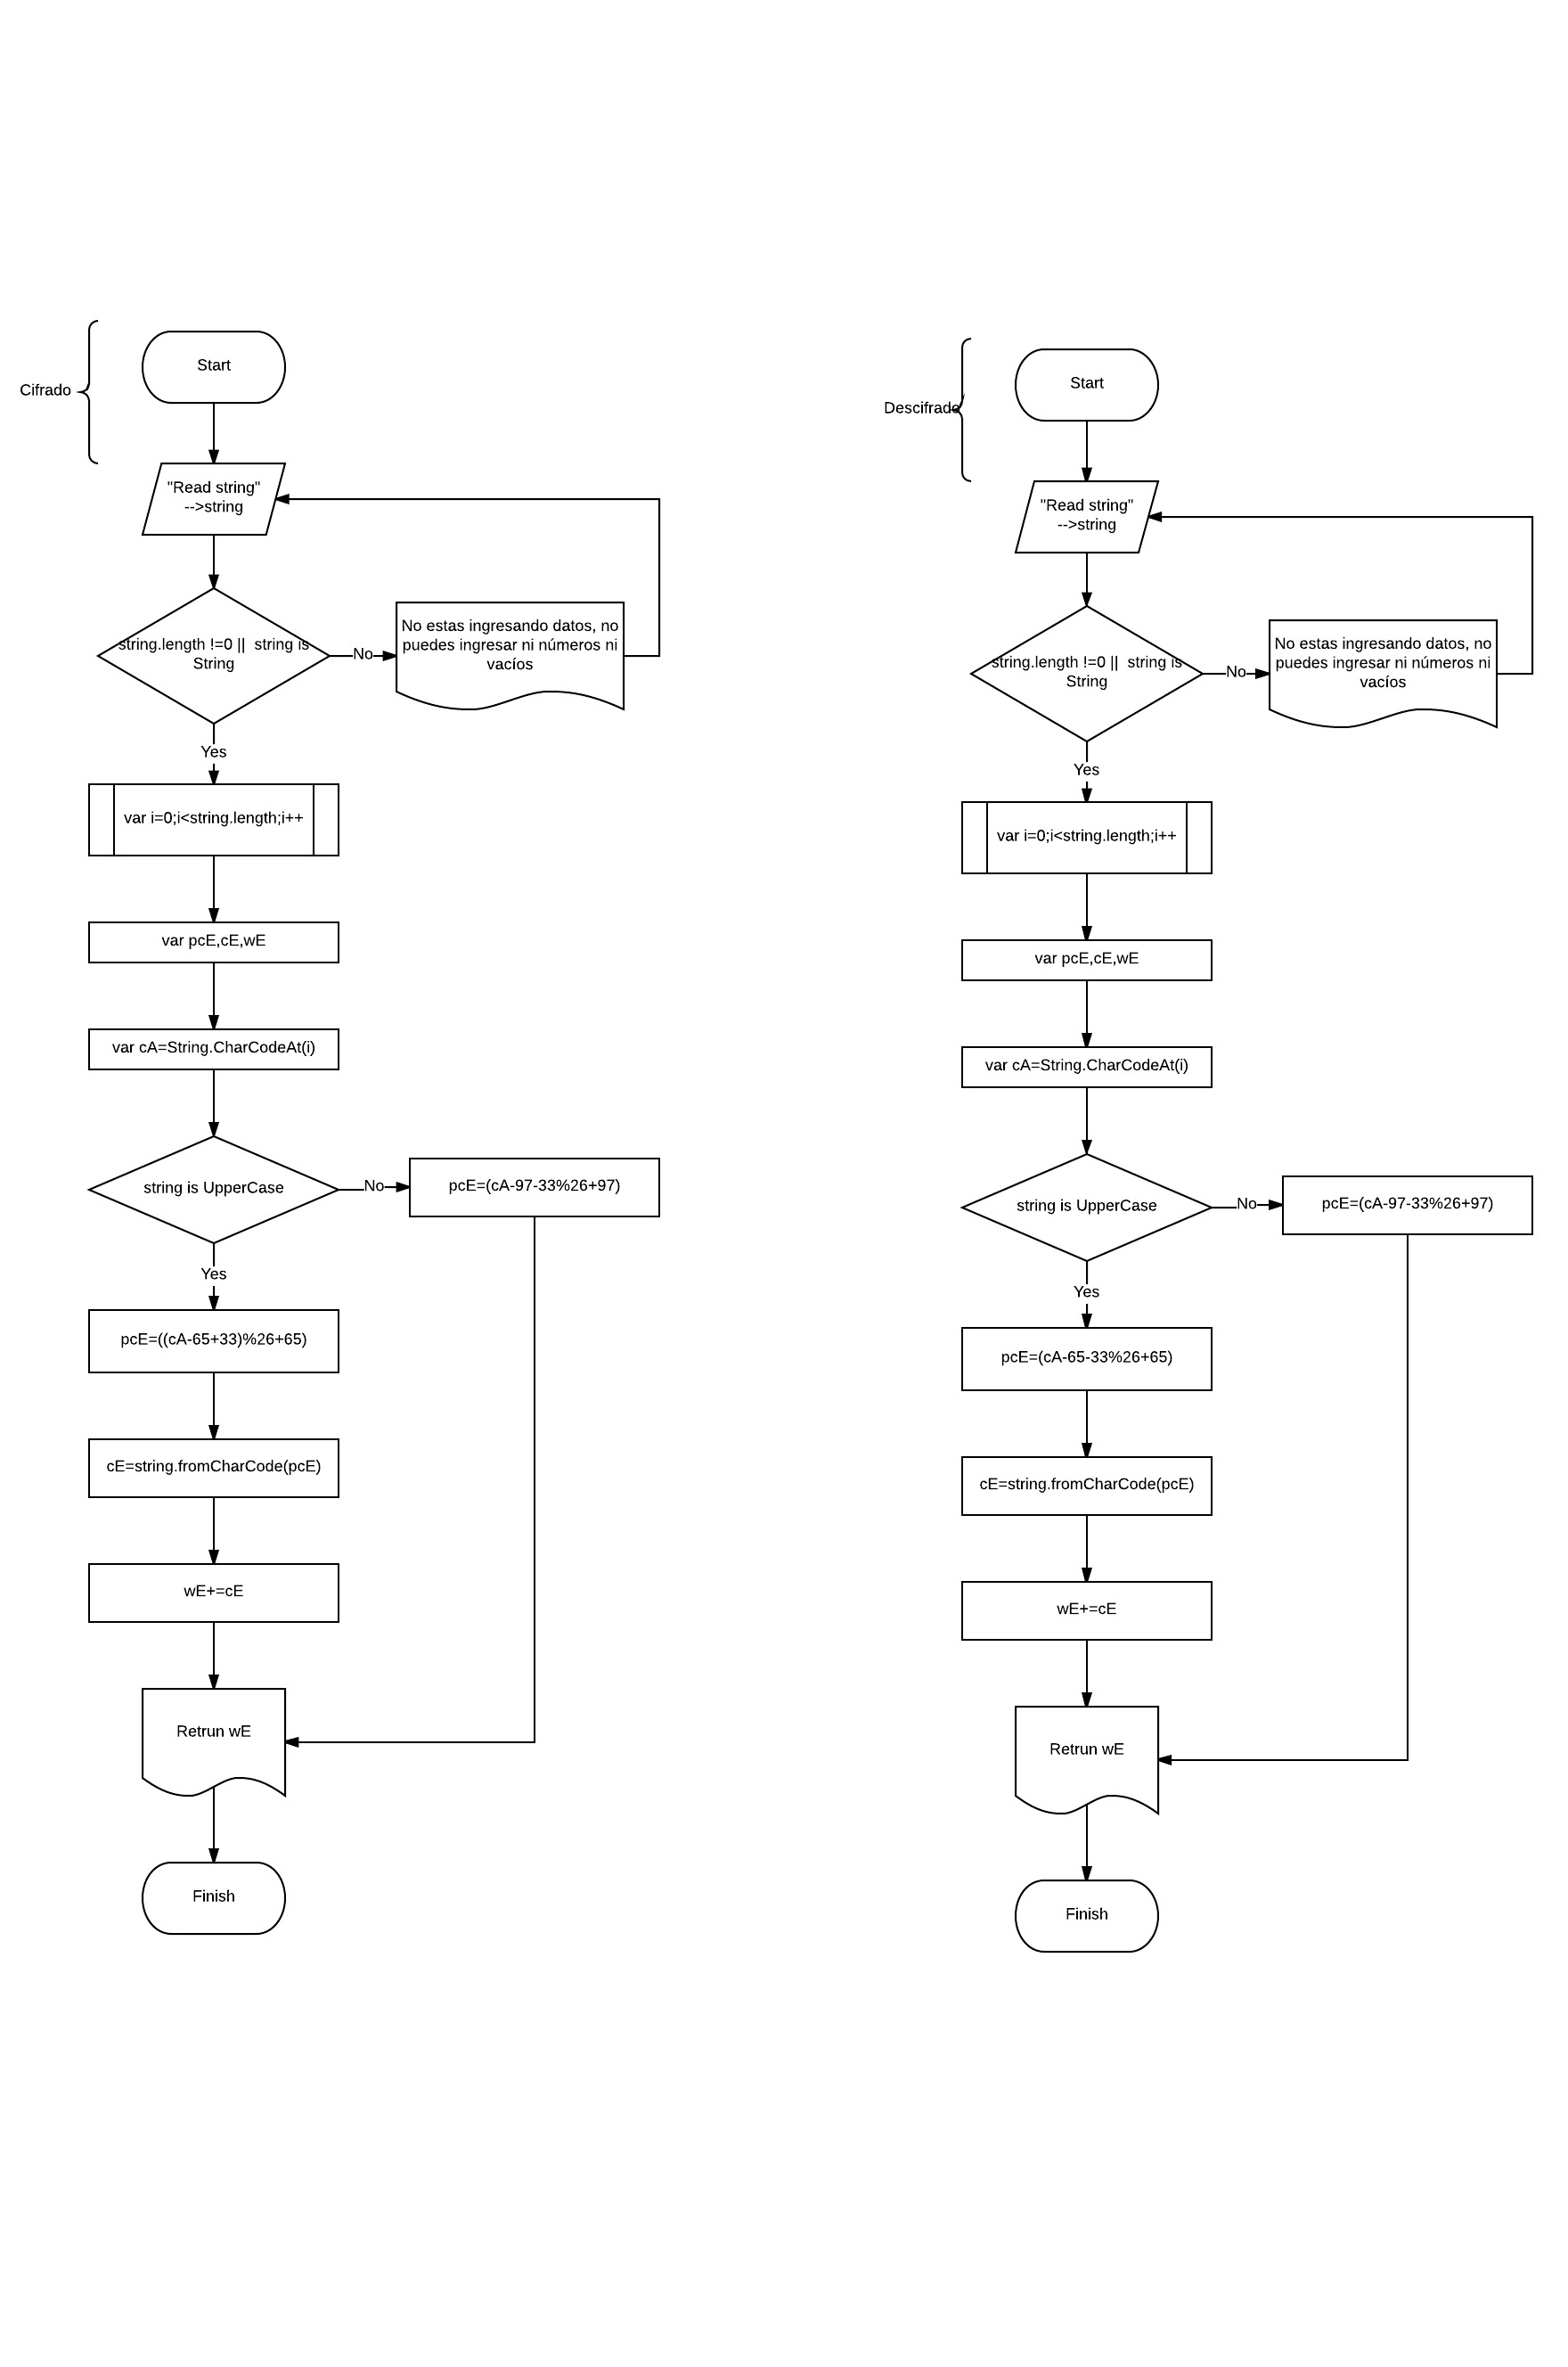 Cifrado
Start
"Read string"
-->string
string.length !=0 ||  string is
String
No
No estas ingresando datos, no
puedes ingresar ni números ni
vacíos
Yes
var i=0;i<string.length;i++
var pcE,cE,wE
var cA=String.CharCodeAt(i)
string is UpperCase
No
pcE=(cA-97-33%26+97)
Yes
pcE=((cA-65+33)%26+65)
cE=string.fromCharCode(pcE)
wE+=cE
Retrun wE
Finish
Descifrado
Start
"Read string"
-->string
string.length !=0 ||  string is
String
No
No estas ingresando datos, no
puedes ingresar ni números ni
vacíos
Yes
var i=0;i<string.length;i++
var pcE,cE,wE
var cA=String.CharCodeAt(i)
string is UpperCase
No
pcE=(cA-97-33%26+97)
Yes
pcE=(cA-65-33%26+65)
cE=string.fromCharCode(pcE)
wE+=cE
Retrun wE
Finish